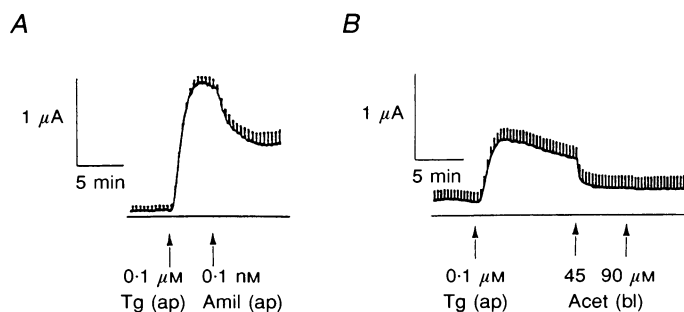 A
B
1 μA
5 min
1 μA
5 min
0·1 μM
0·1 nM
Tg (ap)
Amil (ap)
0·1 μM
45
90 μM
Tg (ap)
Acet (bl)